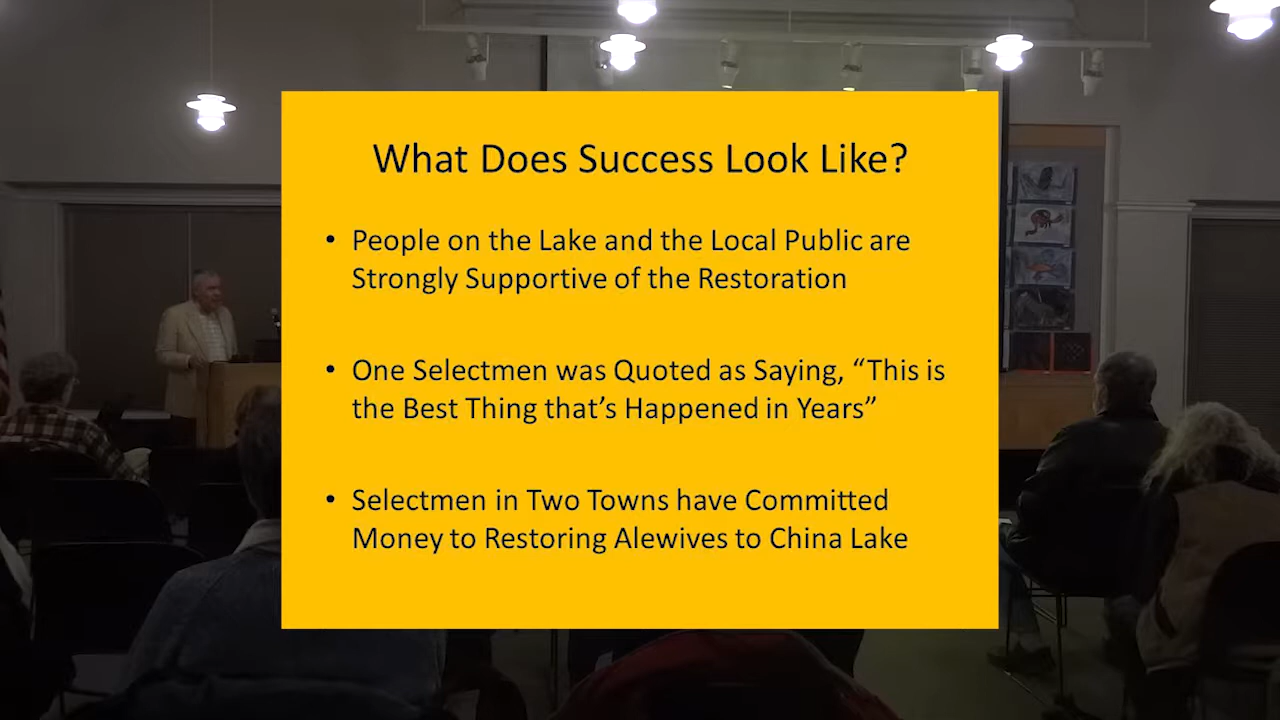 What Does Success Look Like?
• People on the Lake and the Local Public are
Strongly Supportive of the Restoration
• One Selectmen was Quoted as Saying, “This is
the Best Thing that’s Happened in Years”
• Selectmen in Two Towns have Committed
Money to Restoring Alewives to China Lake